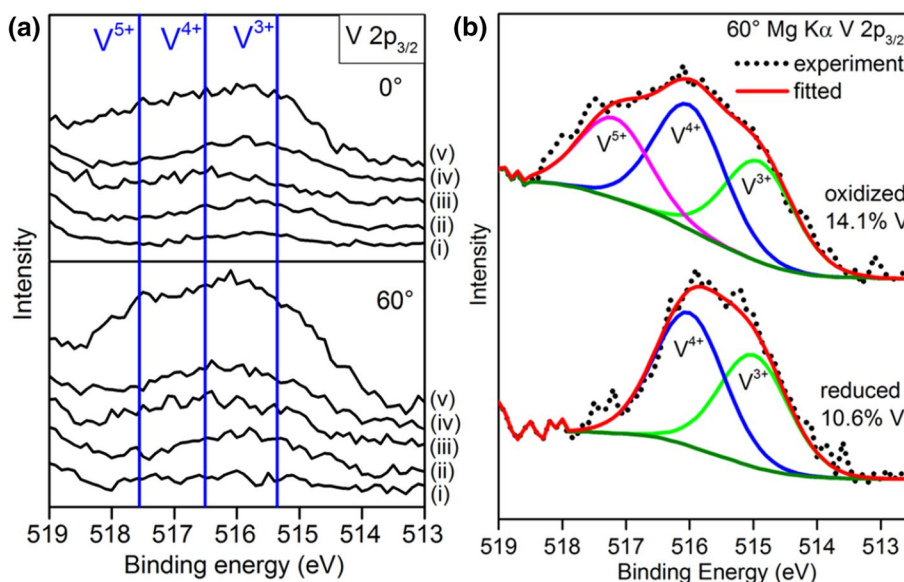 (a)
V5+ V4+ V3+ V 2p3/2
0°
(v)
(iv)
(iii)
(ii)
(i)
60°
(v)
(iv)
(iii)
(ii)
(i)
Intensity
519 518 517 516 515 514 513
Binding energy (eV)
(b)
60° Mg Kα V 2p3/2
experiment
fitted
V5+
V4+
V3+
oxidized
14.1% V
V4+
V3+
reduced
10.6% V
Intensity
519 518 517 516 515 514 513
Binding Energy (eV)